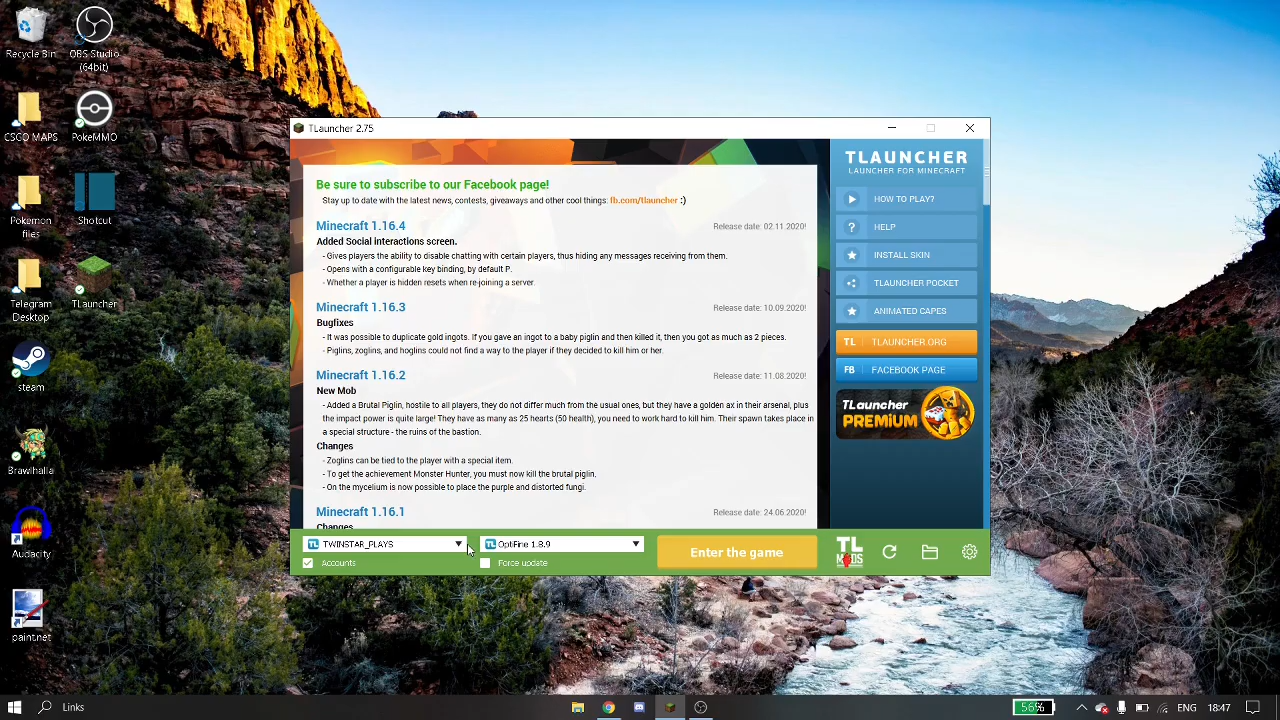 Recycle Bin
OBS Studio
(64bit)
CSCO MAPS
PokeMMO
Pokemon
files
Shotcut
Telegram
Desktop
TLauncher
steam
Brawlhalla
Audacity
paint.net
TLauncher 2.75
Be sure to subscribe to our Facebook page!
Stay up to date with the latest news, contests, giveaways and other cool things: fb.com/tlauncher :)
Minecraft 1.16.4
Release date: 02.11.2020!
Added Social interactions screen.
- Gives players the ability to disable chatting with certain players, thus hiding any messages receiving from them.
- Opens with a configurable key binding, by default P.
- Whether a player is hidden resets when re-joining a server.
Minecraft 1.16.3
Release date: 10.09.2020!
Bugfixes
- It was possible to duplicate gold ingots. If you gave an ingot to a baby piglin and then killed it, then you got as much as 2 pieces.
- Piglins, zoglins, and hoglins could not find a way to the player if they decided to kill him or her.
Minecraft 1.16.2
Release date: 11.08.2020!
New Mob
- Added a Brutal Piglin, hostile to all players, they do not differ much from the usual ones, but they have a golden ax in their arsenal, plus
the impact power is quite large! They have as many as 25 hearts (50 health), you need to work hard to kill him. Their spawn takes place in
a special structure - the ruins of the bastion.
Changes
- Zoglins can be tied to the player with a special item.
- To get the achievement Monster Hunter, you must now kill the brutal piglin.
- On the mycelium is now possible to place the purple and distorted fungi.
Minecraft 1.16.1
Release date: 24.06.2020!
Changes
TLAUNCHER
LAUNCHER FOR MINECRAFT
HOW TO PLAY?
? HELP
INSTALL SKIN
TLAUNCHER POCKET
ANIMATED CAPES
TL TLAUNCHER.ORG
FB FACEBOOK PAGE
TLauncher
PREMIUM
TL TWINSTAR_PLAYS
TL OptiFine 1.8.9
Accounts
Force update
Enter the game
TL
MODS
Links
56%
ENG
18:47